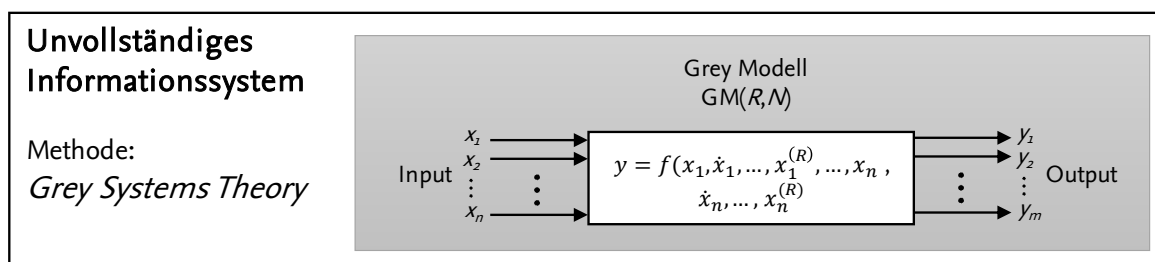 Unvollständiges
Informationssystem
Methode:
Grey Systems Theory
Grey Modell
GM(R,N)
Input
x₁
x₂
⋮
xₙ
⋮
y = f(x₁, ẋ₁, …, x₁⁽ᴿ⁾, …, xₙ ,
ẋₙ, … , xₙ⁽ᴿ⁾
⋮
y₁
y₂
⋮
yₘ
Output